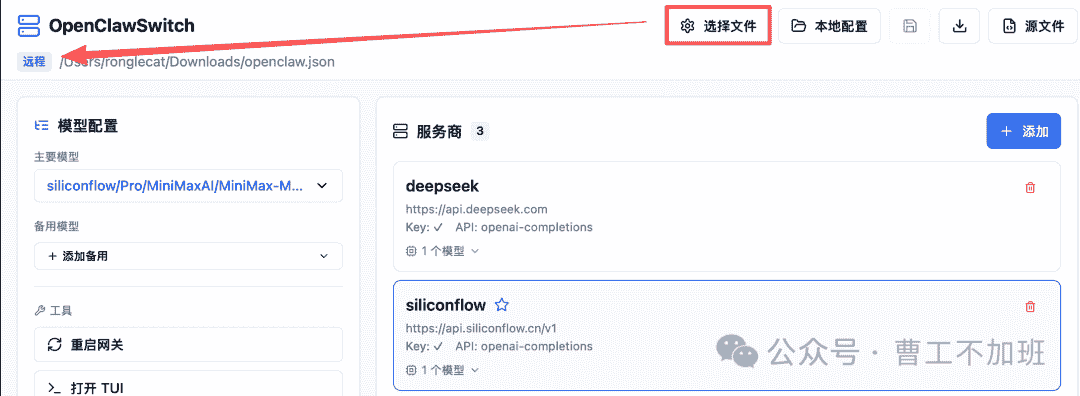 OpenClawSwitch
选择文件
本地配置
源文件
远程 /Users/ronglecat/Downloads/openclaw.json
模型配置
主要模型
siliconflow/Pro/MiniMaxAI/MiniMax-M...
备用模型
+ 添加备用
工具
重启网关
>_ 打开 TUI
服务商 3
+ 添加
deepseek
https://api.deepseek.com
Key: ✓ API: openai-completions
1 个模型
siliconflow
https://api.siliconflow.cn/v1
Key: ✓ API: openai-completions
1 个模型
公众号 · 曹工不加班